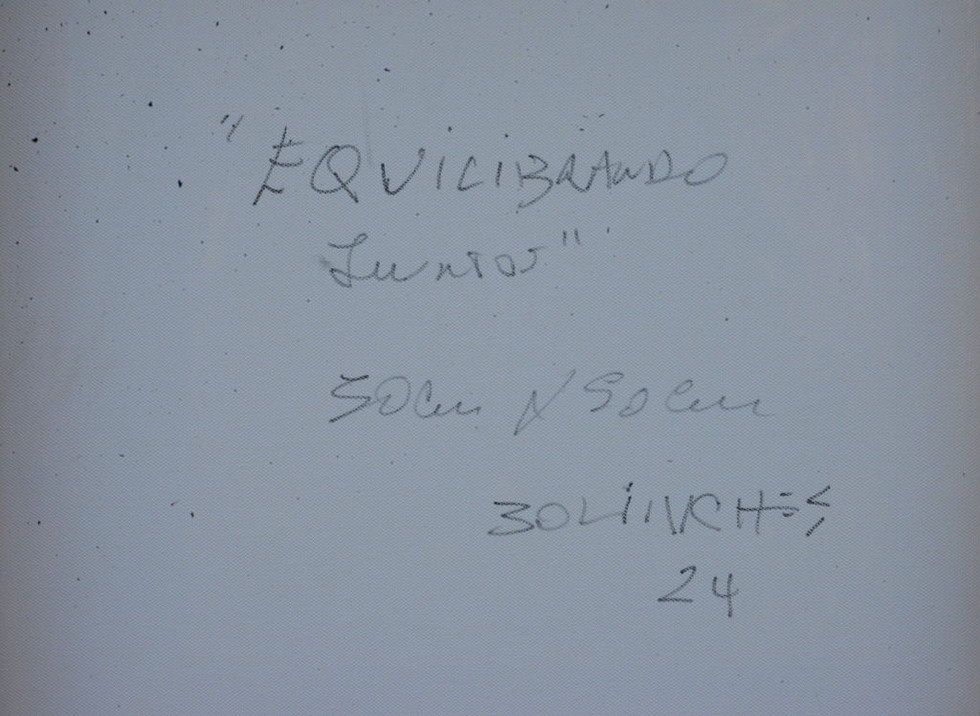 "EQUILIBRANDO
Juntos"
50cm X 50cm
BOLINCHES
24